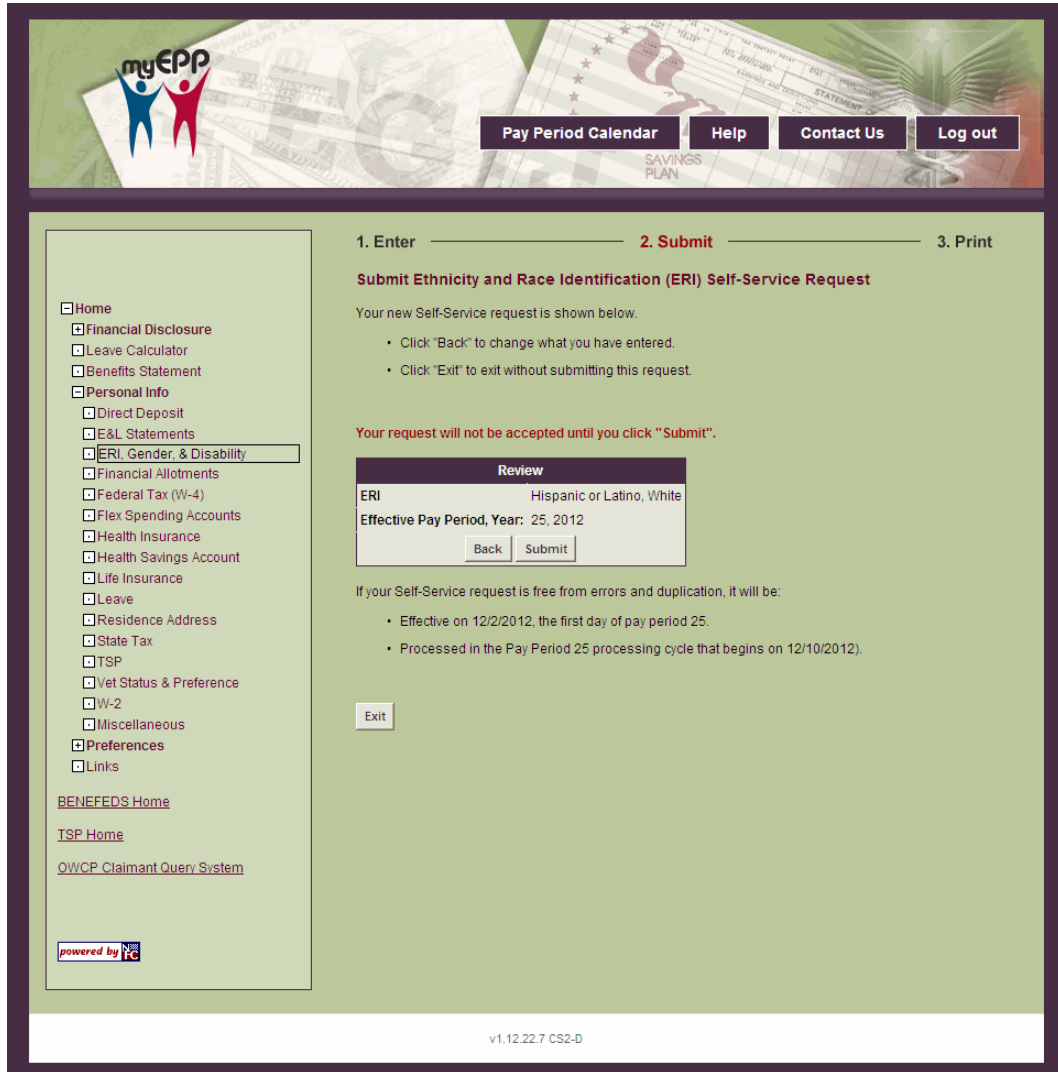 myEPP
STATEMENT OF
Pay Period Calendar
Help
Contact Us
Log out
SAVINGS
PLAN
1. Enter
2. Submit
3. Print
Submit Ethnicity and Race Identification (ERI) Self-Service Request
Your new Self-Service request is shown below.
• Click "Back" to change what you have entered.
• Click "Exit" to exit without submitting this request.
Your request will not be accepted until you click "Submit".
Review
ERI Hispanic or Latino, White
Effective Pay Period, Year: 25, 2012
Back Submit
If your Self-Service request is free from errors and duplication, it will be:
• Effective on 12/2/2012, the first day of pay period 25.
• Processed in the Pay Period 25 processing cycle that begins on 12/10/2012).
Exit
Home
Financial Disclosure
Leave Calculator
Benefits Statement
Personal Info
Direct Deposit
E&L Statements
ERI, Gender, & Disability
Financial Allotments
Federal Tax (W-4)
Flex Spending Accounts
Health Insurance
Health Savings Account
Life Insurance
Leave
Residence Address
State Tax
TSP
Vet Status & Preference
W-2
Miscellaneous
Preferences
Links
BENEFEDS Home
TSP Home
OWCP Claimant Query System
powered by NFC
v1.12.22.7 CS2-D